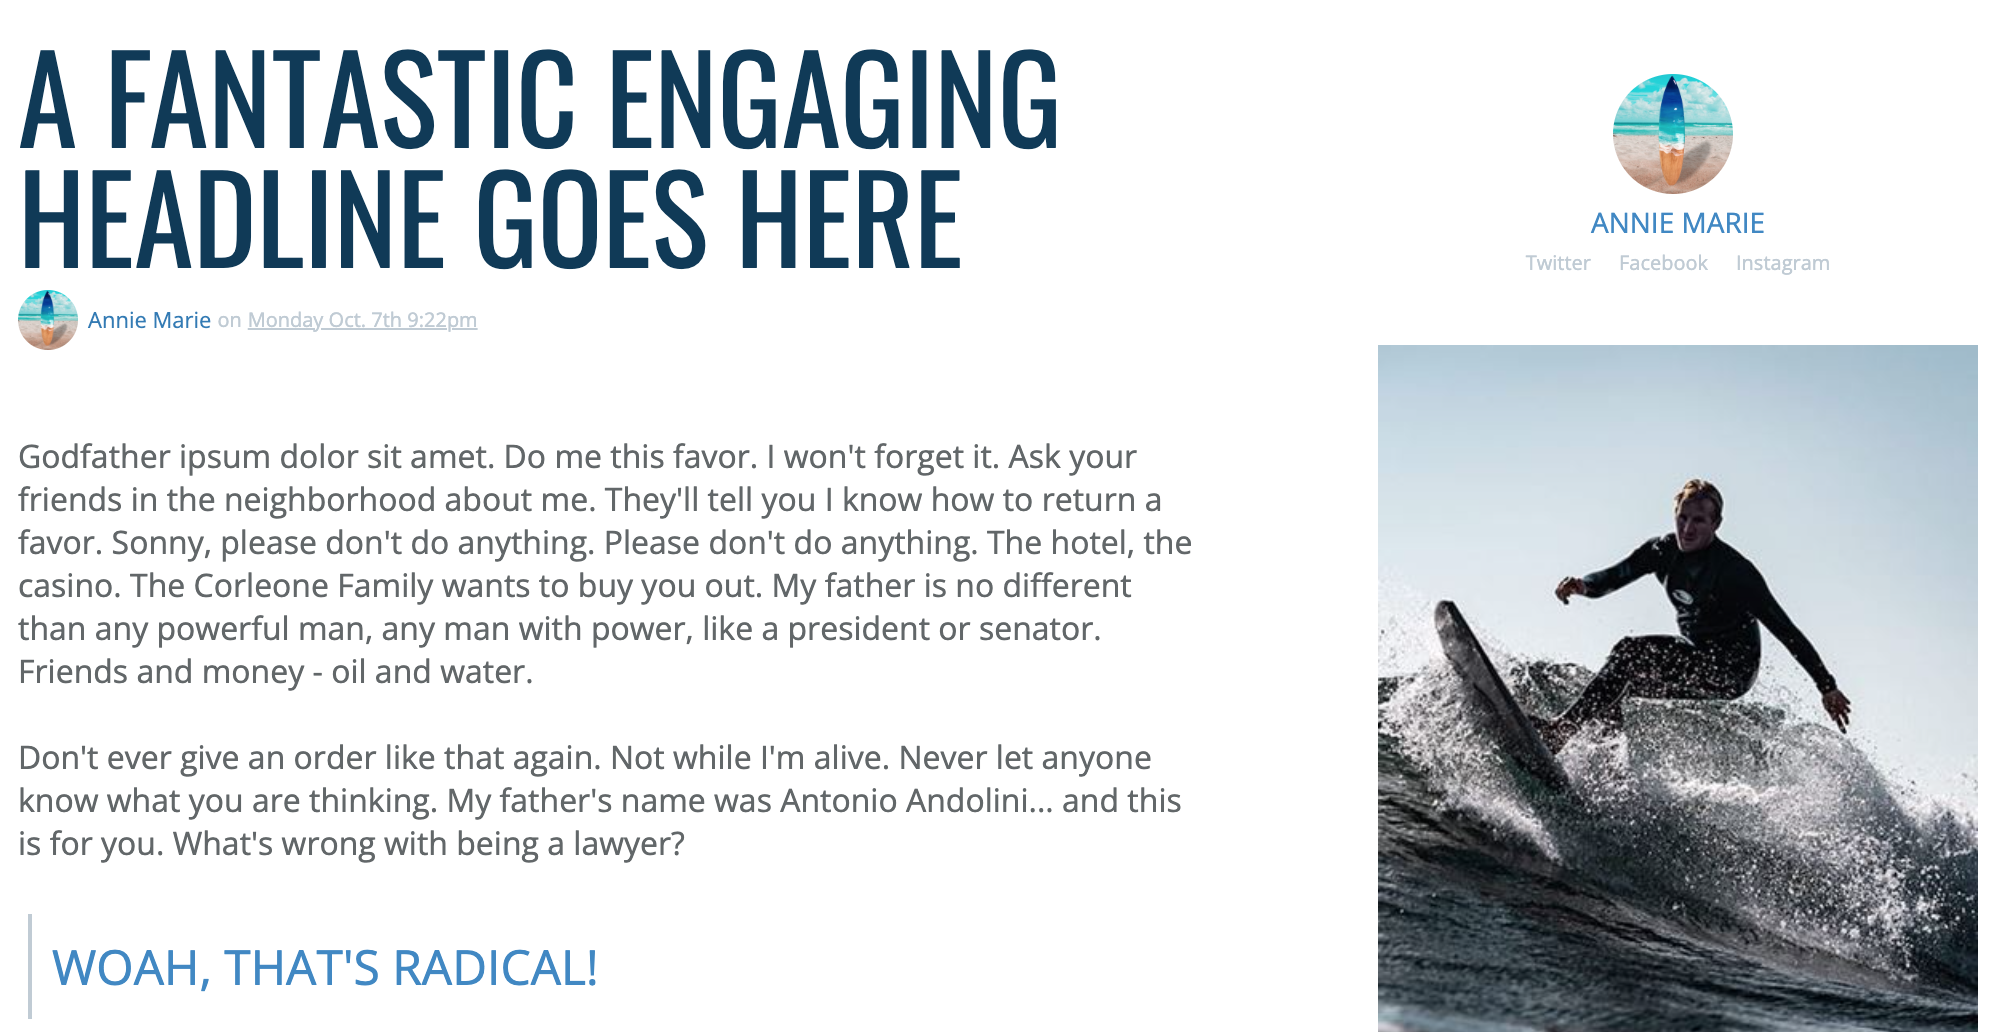 A FANTASTIC ENGAGING
HEADLINE GOES HERE
Annie Marie on Monday Oct. 7th 9:22pm
Godfather ipsum dolor sit amet. Do me this favor. I won't forget it. Ask your
friends in the neighborhood about me. They'll tell you I know how to return a
favor. Sonny, please don't do anything. Please don't do anything. The hotel, the
casino. The Corleone Family wants to buy you out. My father is no different
than any powerful man, any man with power, like a president or senator.
Friends and money - oil and water.
Don't ever give an order like that again. Not while I'm alive. Never let anyone
know what you are thinking. My father's name was Antonio Andolini... and this
is for you. What's wrong with being a lawyer?
WOAH, THAT'S RADICAL!
ANNIE MARIE
Twitter Facebook Instagram